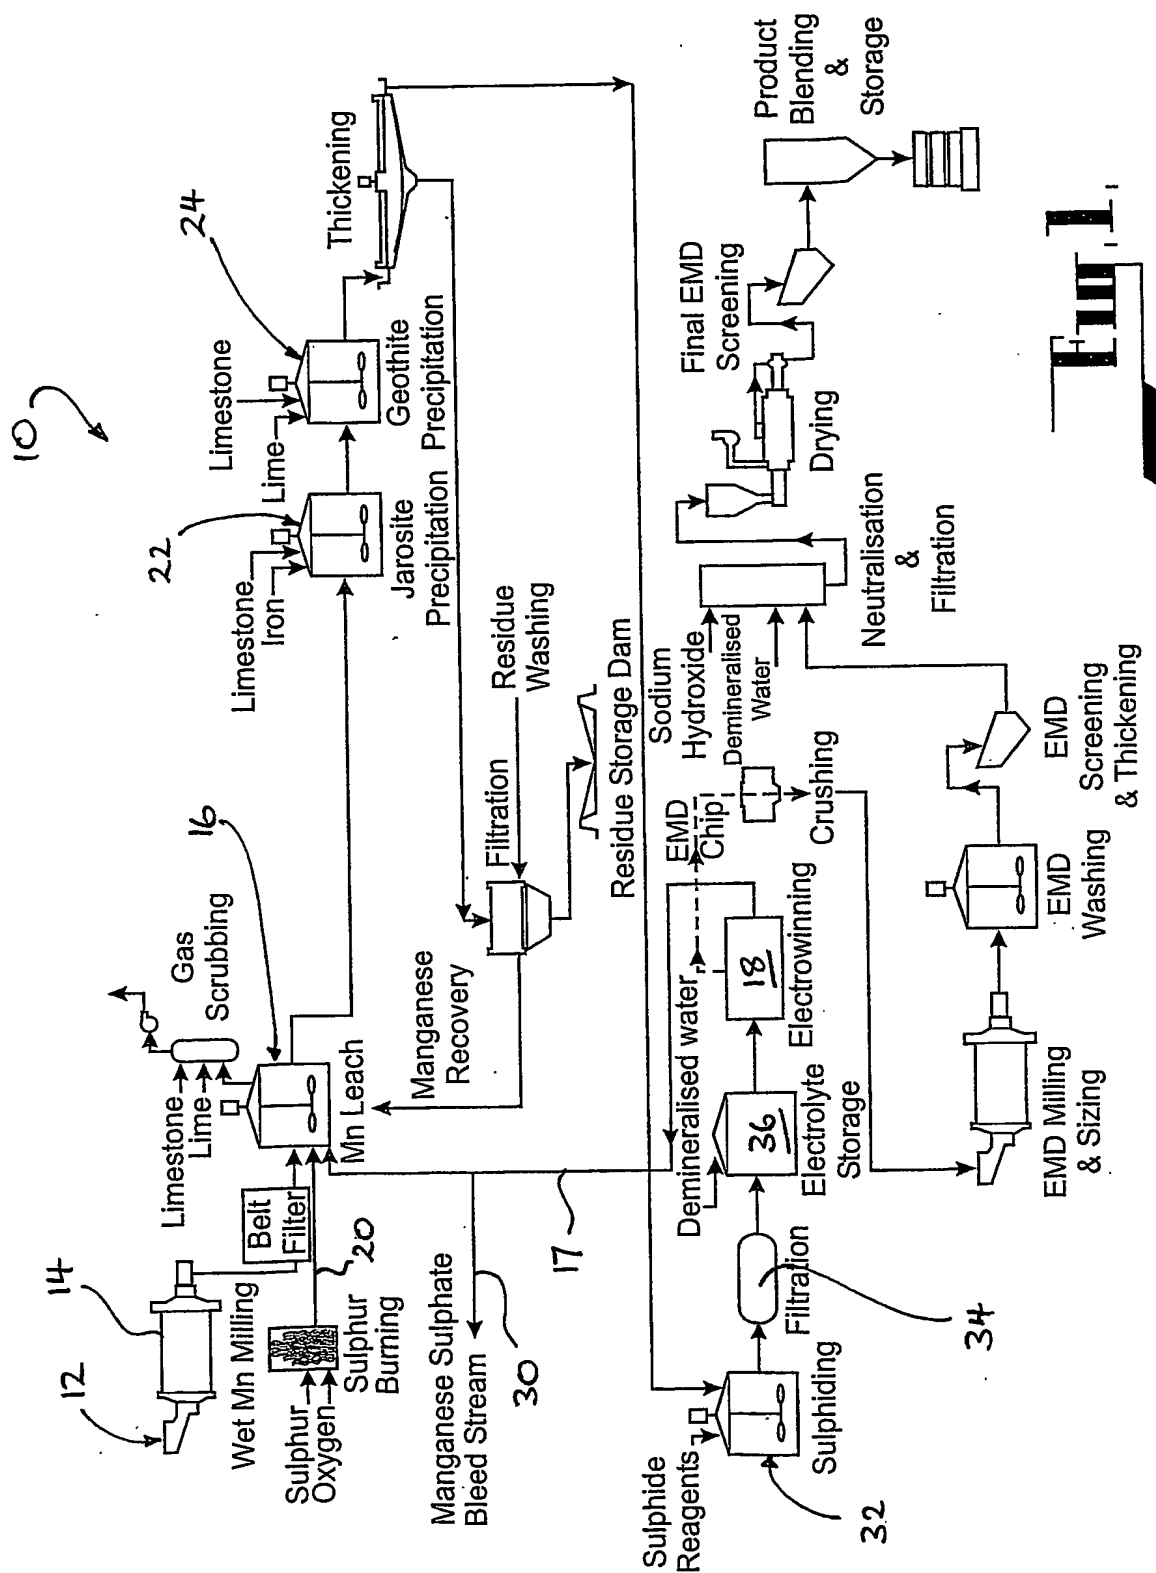 10
12
14
Wet Mn Milling
Belt
Filter
Sulphur
Oxygen
Sulphur
Burning
20
Limestone
Lime
Gas
Scrubbing
16
Mn Leach
Limestone
Iron
22
Jarosite
Precipitation
Limestone
Lime
24
Geothite
Precipitation
Thickening
Manganese
Recovery
Filtration
Residue
Washing
Residue Storage Dam
Manganese Sulphate
Bleed Stream
30
17
Sulphide
Reagents
32
Sulphiding
34
Filtration
Demineralised water
36
Electrolyte
Storage
18
Electrowinning
EMD
Chip
Crushing
EMD Milling
& Sizing
EMD
Washing
EMD
Screening
& Thickening
Sodium
Hydroxide
Demineralised
Water
Neutralisation
&
Filtration
Drying
Final EMD
Screening
Product
Blending
&
Storage